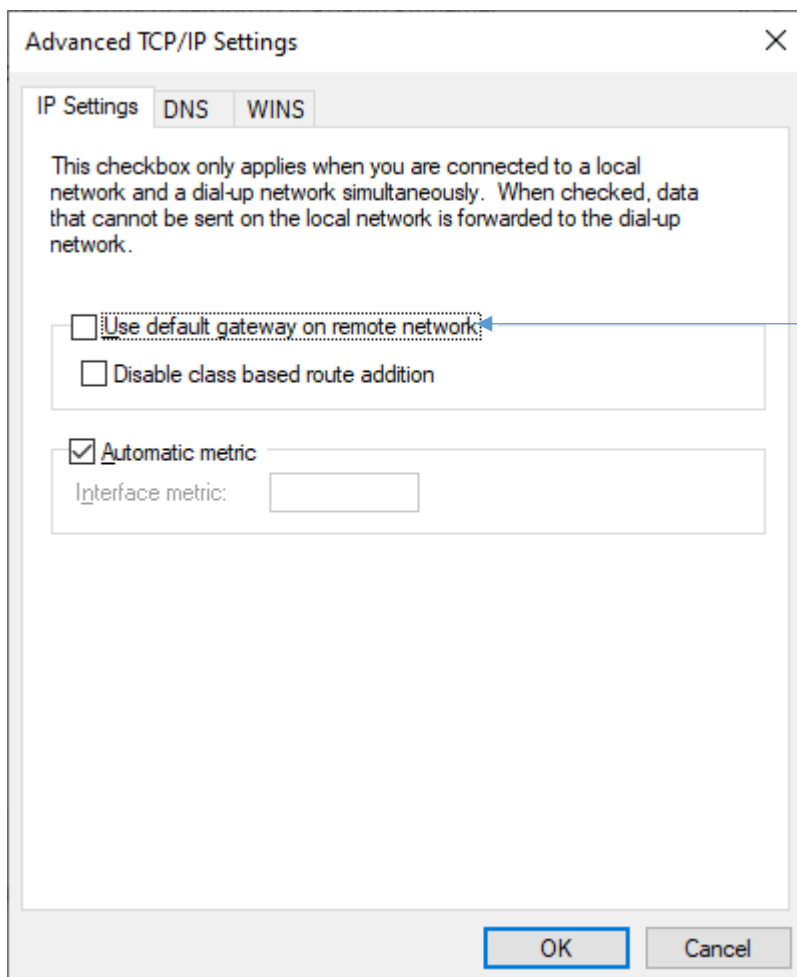 Advanced TCP/IP Settings
IP Settings DNS WINS
This checkbox only applies when you are connected to a local
network and a dial-up network simultaneously. When checked, data
that cannot be sent on the local network is forwarded to the dial-up
network.
Use default gateway on remote network
Disable class based route addition
Automatic metric
Interface metric:
OK Cancel